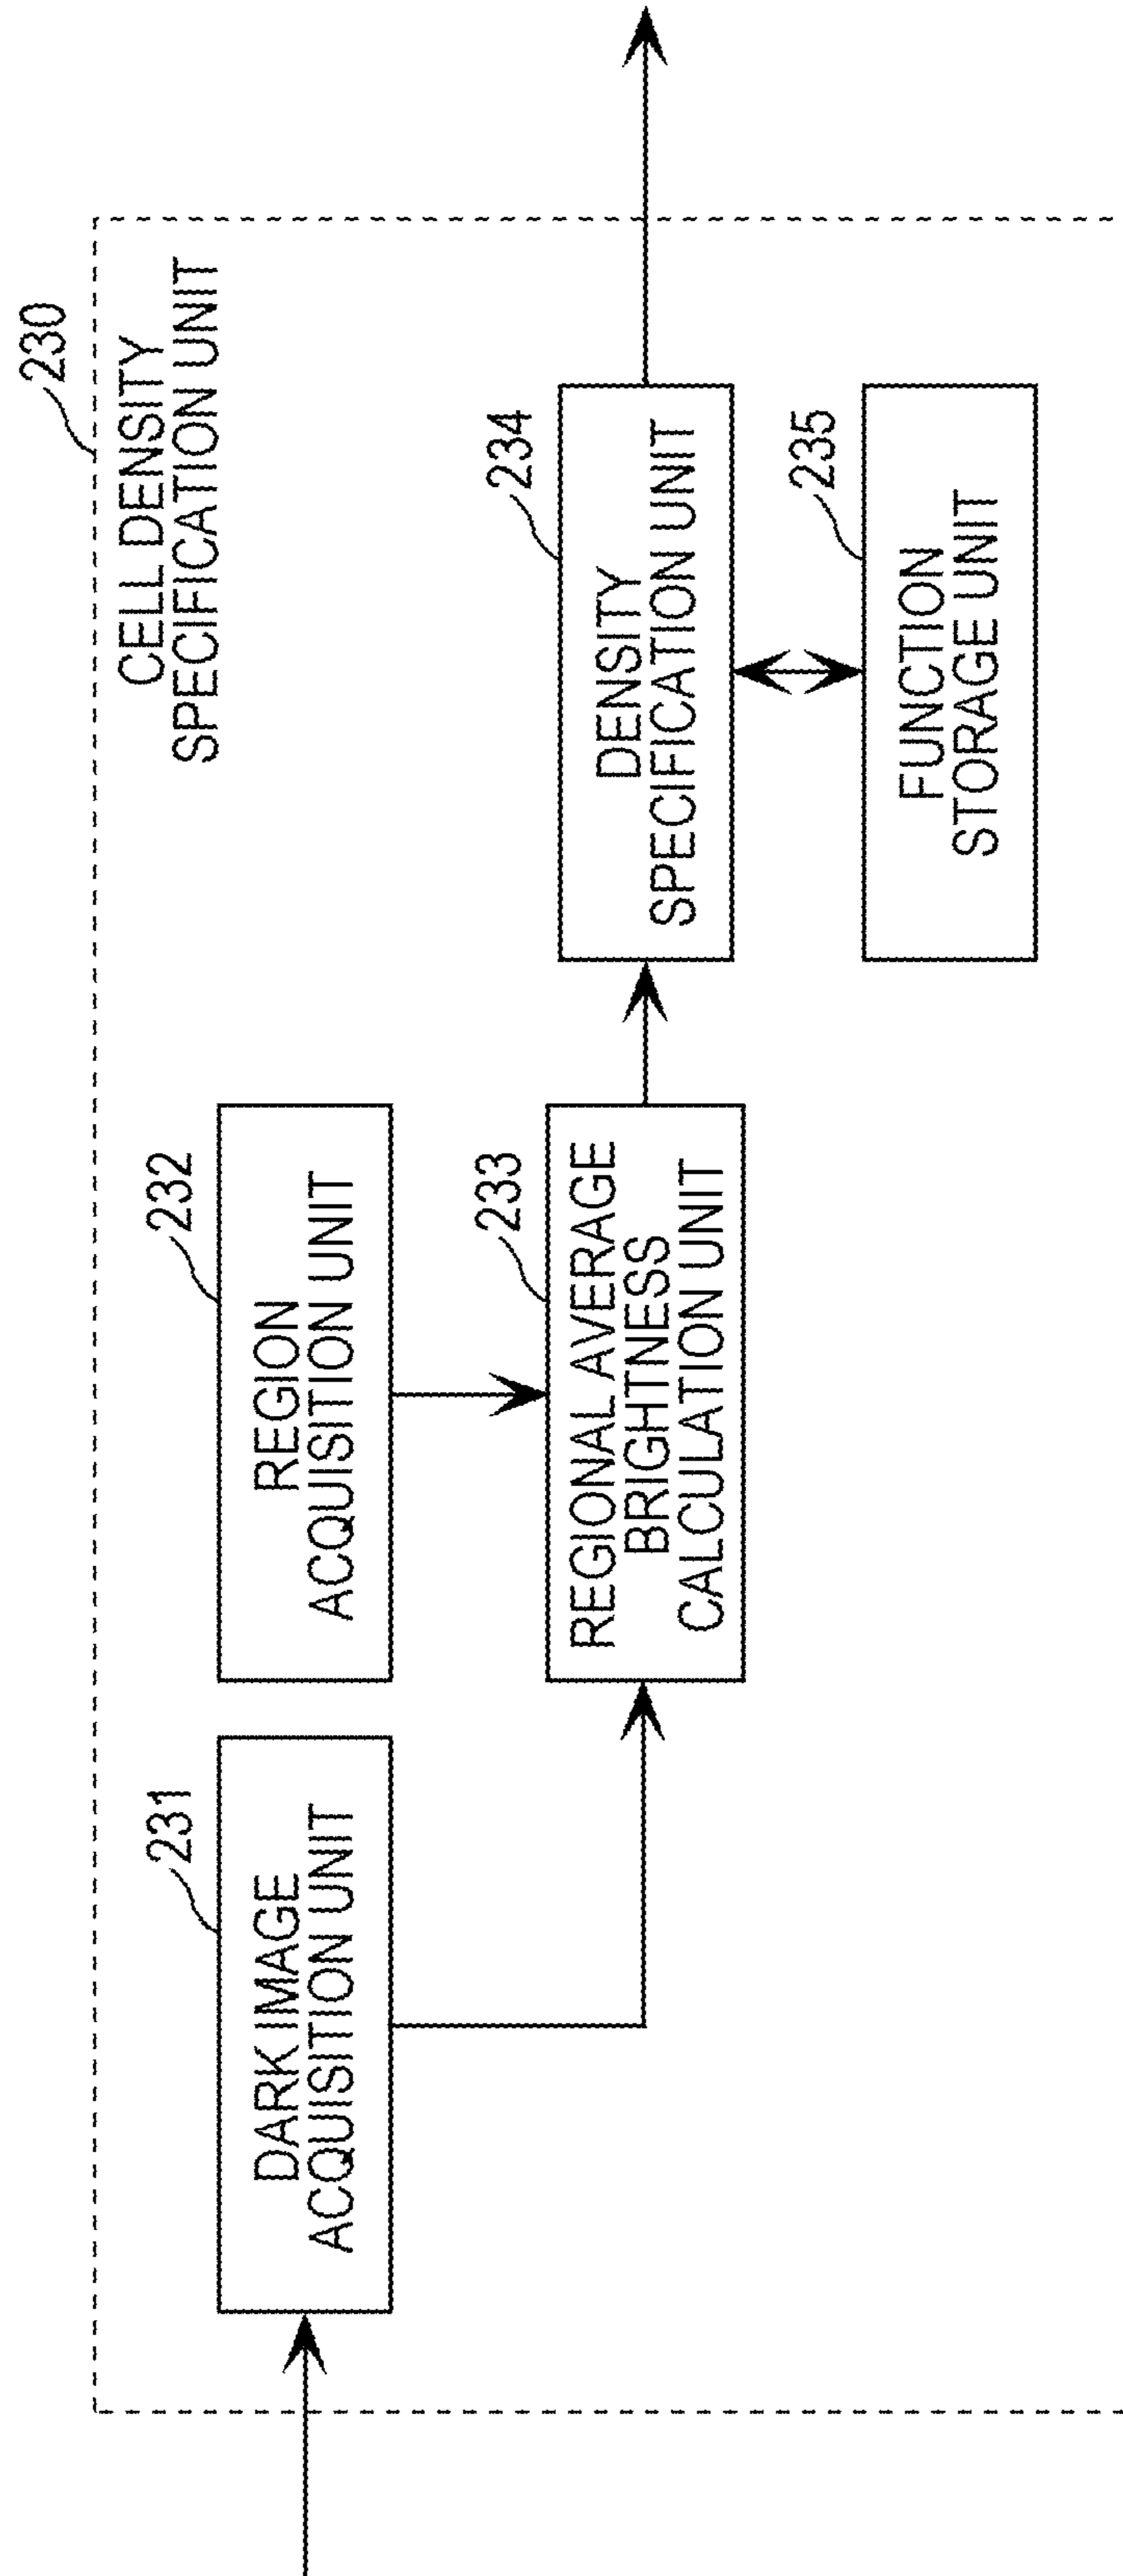 230
CELL DENSITY
SPECIFICATION UNIT
231
DARK IMAGE
ACQUISITION UNIT
232
REGION
ACQUISITION UNIT
233
REGIONAL AVERAGE
BRIGHTNESS
CALCULATION UNIT
234
DENSITY
SPECIFICATION UNIT
235
FUNCTION
STORAGE UNIT